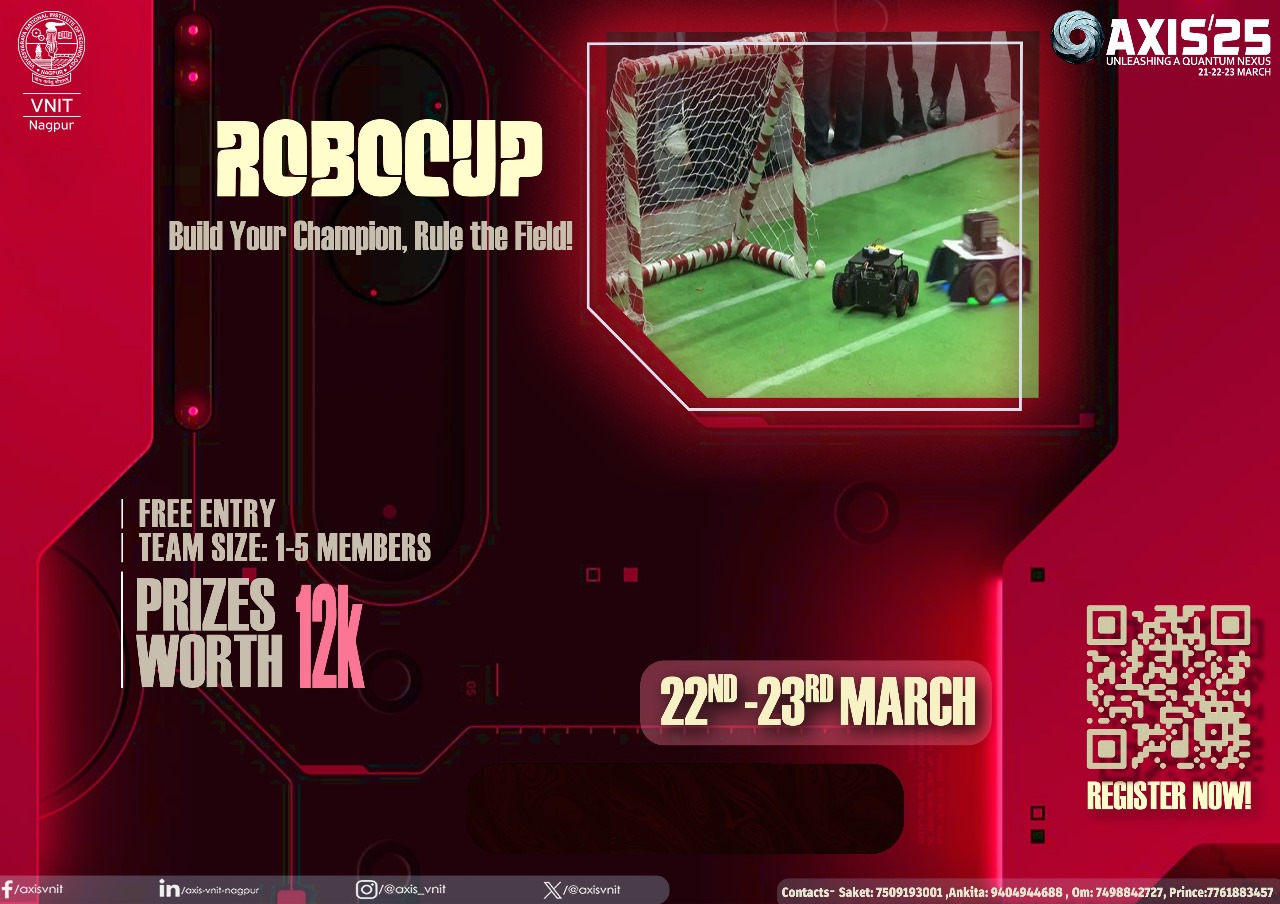 VNIT
Nagpur
AXIS'25
UNLEASHING A QUANTUM NEXUS
21-22-23 MARCH
ROBOCUP
Build Your Champion, Rule the Field!
FREE ENTRY
TEAM SIZE: 1-5 MEMBERS
PRIZES
WORTH 12k
05
22ND -23RD MARCH
REGISTER NOW!
/axisvnit
in/axis-vnit-nagpur
/@axis_vnit
X/@axisvnit
Contacts- Saket: 7509193001 ,Ankita: 9404944688 , Om: 7498842727, Prince:7761883457